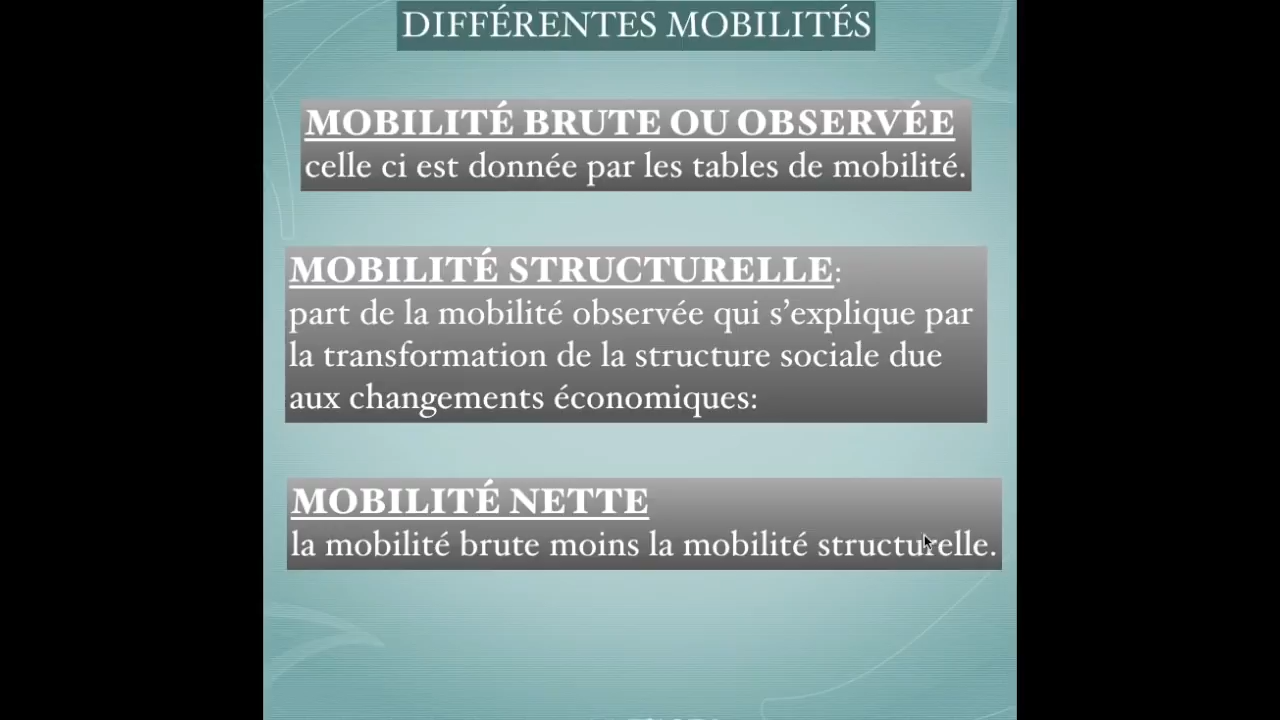 DIFFÉRENTES MOBILITÉS
MOBILITÉ BRUTE OU OBSERVÉE
celle ci est donnée par les tables de mobilité.
MOBILITÉ STRUCTURELLE:
part de la mobilité observée qui s’explique par
la transformation de la structure sociale due
aux changements économiques:
MOBILITÉ NETTE
la mobilité brute moins la mobilité structurelle.